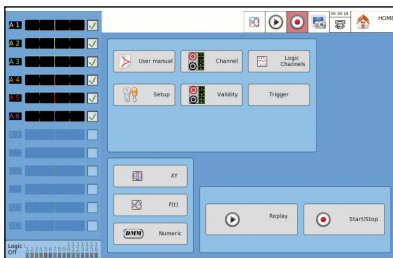 A 1
A 2
A 3
A 4
A 5
A 6
HOME
User manual
Channel
Logic
Channels
Setup
Validity
Trigger
XY
F(t)
DMM
Numeric
Replay
Start/Stop
Logic
Off